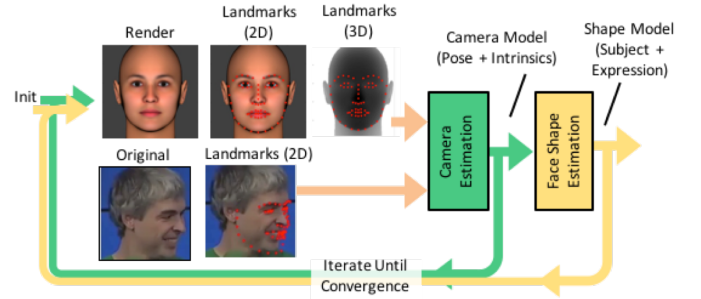 Init
Render
Landmarks
(2D)
Landmarks
(3D)
Original
Landmarks (2D)
Camera
Estimation
Camera Model
(Pose + Intrinsics)
Face Shape
Estimation
Shape Model
(Subject +
Expression)
Iterate Until
Convergence